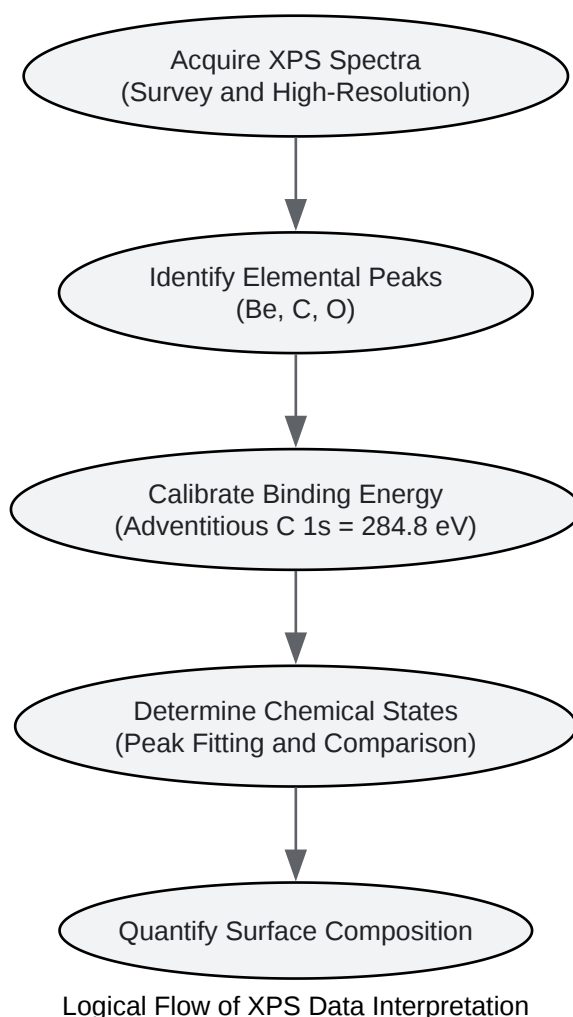 Acquire XPS Spectra
(Survey and High-Resolution)
Identify Elemental Peaks
(Be, C, O)
Calibrate Binding Energy
(Adventitious C 1s = 284.8 eV)
Determine Chemical States
(Peak Fitting and Comparison)
Quantify Surface Composition
Logical Flow of XPS Data Interpretation